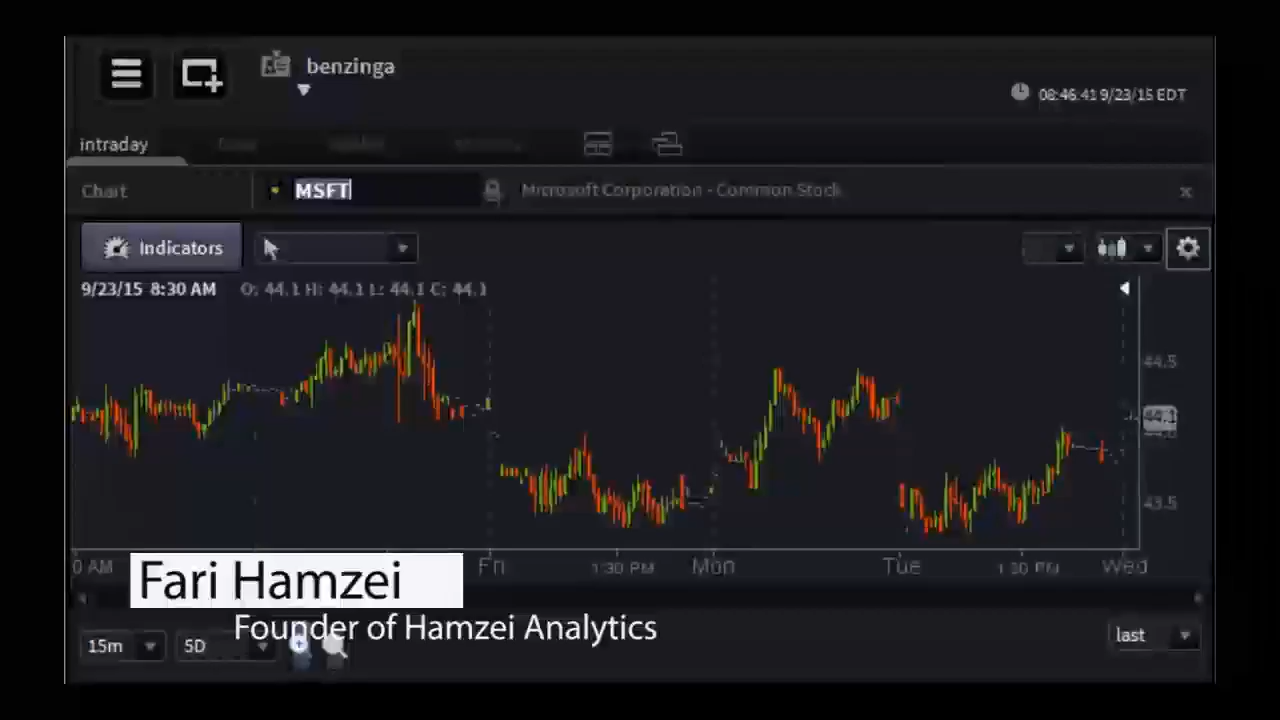 benzinga
08:46:41 9/23/15 EDT
intraday
Chart
MSFT
Microsoft Corporation - Common Stock
x
Indicators
9/23/15 8:30 AM O: 44.1 H: 44.1 L: 44.1 C: 44.1
44.5
44.1
43.5
0 AM
Fri
1:30 PM
Mon
Tue
1:30 PM
Wed
Fari Hamzei
Founder of Hamzei Analytics
15m
5D
last